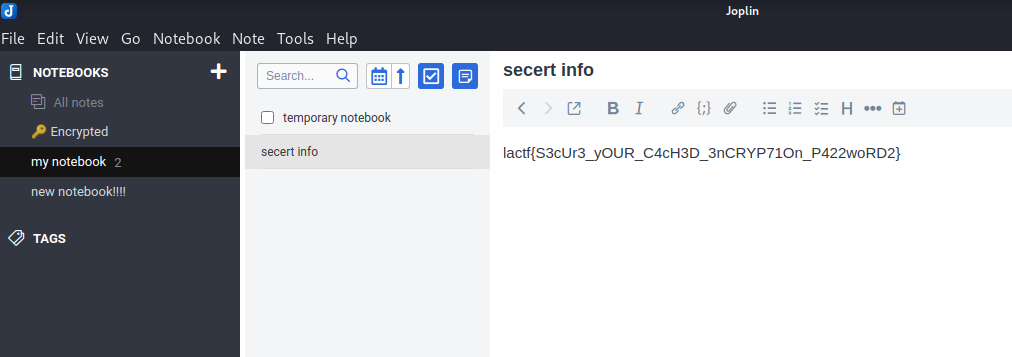 Joplin
File Edit View Go Notebook Note Tools Help
NOTEBOOKS
All notes
Encrypted
my notebook 2
new notebook!!!!
TAGS
Search...
temporary notebook
secert info
secert info
B I {;} H
lactf{S3cUr3_yOUR_C4cH3D_3nCRYP71On_P422woRD2}